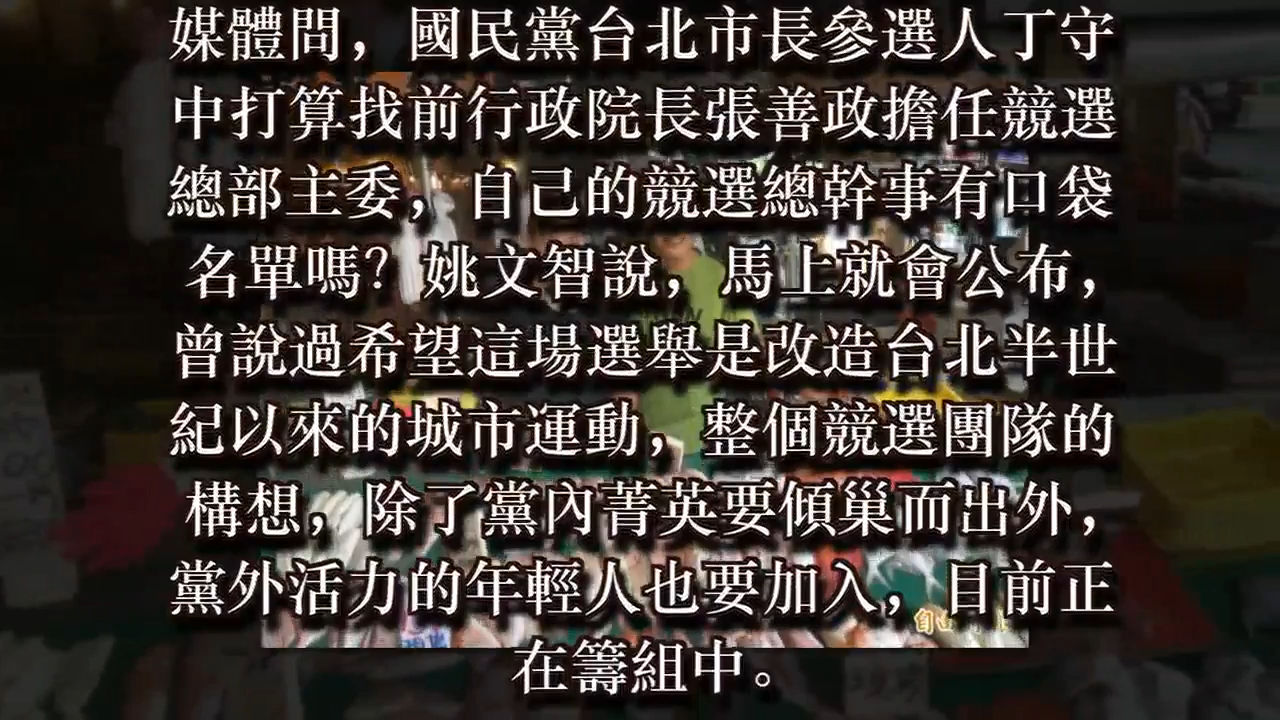 媒體問，國民黨台北市長參選人丁守
中打算找前行政院長張善政擔任競選
總部主委，自己的競選總幹事有口袋
名單嗎？姚文智說，馬上就會公布，
曾說過希望這場選舉是改造台北半世
紀以來的城市運動，整個競選團隊的
構想，除了黨內菁英要傾巢而出外，
黨外活力的年輕人也要加入，目前正
在籌組中。